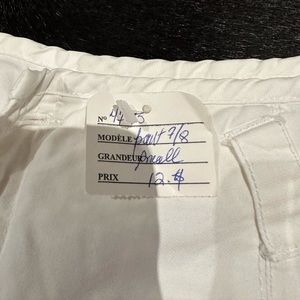 Nº
MODÈLE pant 7/8
GRANDEUR Small
PRIX 12.$